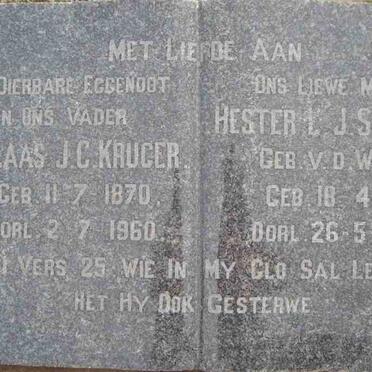 MET LIEFDE AAN
DIERBARE EGGENOOT
EN ONS VADER
LAAS J.C. KRUGER.
GEB. 11-7-1870.
OORL. 2-7-1960.
ONS LIEWE M
HESTER L.J.S
GEB. V.D. W
GEB. 18-4
OORL. 26-5
11 VERS 25 WIE IN MY GLO SAL LE
HET HY OOK GESTERWE